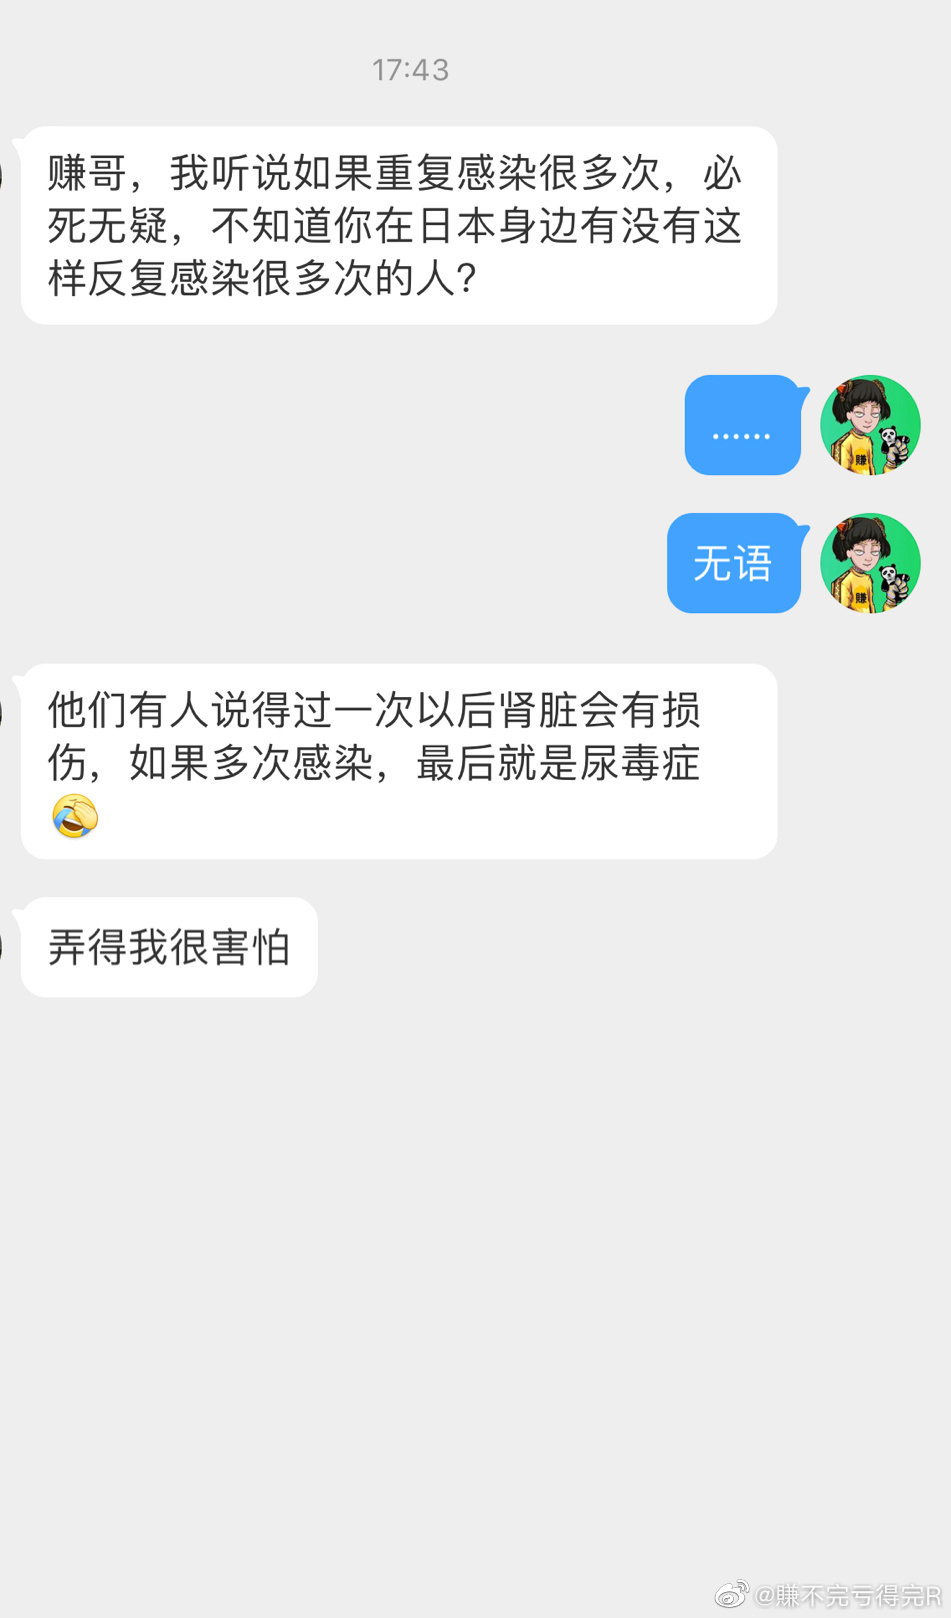 17:43
赚哥，我听说如果重复感染很多次，必
死无疑，不知道你在日本身边有没有这
样反复感染很多次的人？
……
赚
无语
赚
他们有人说得过一次以后肾脏会有损
伤，如果多次感染，最后就是尿毒症
弄得我很害怕
@賺不完亏得完R